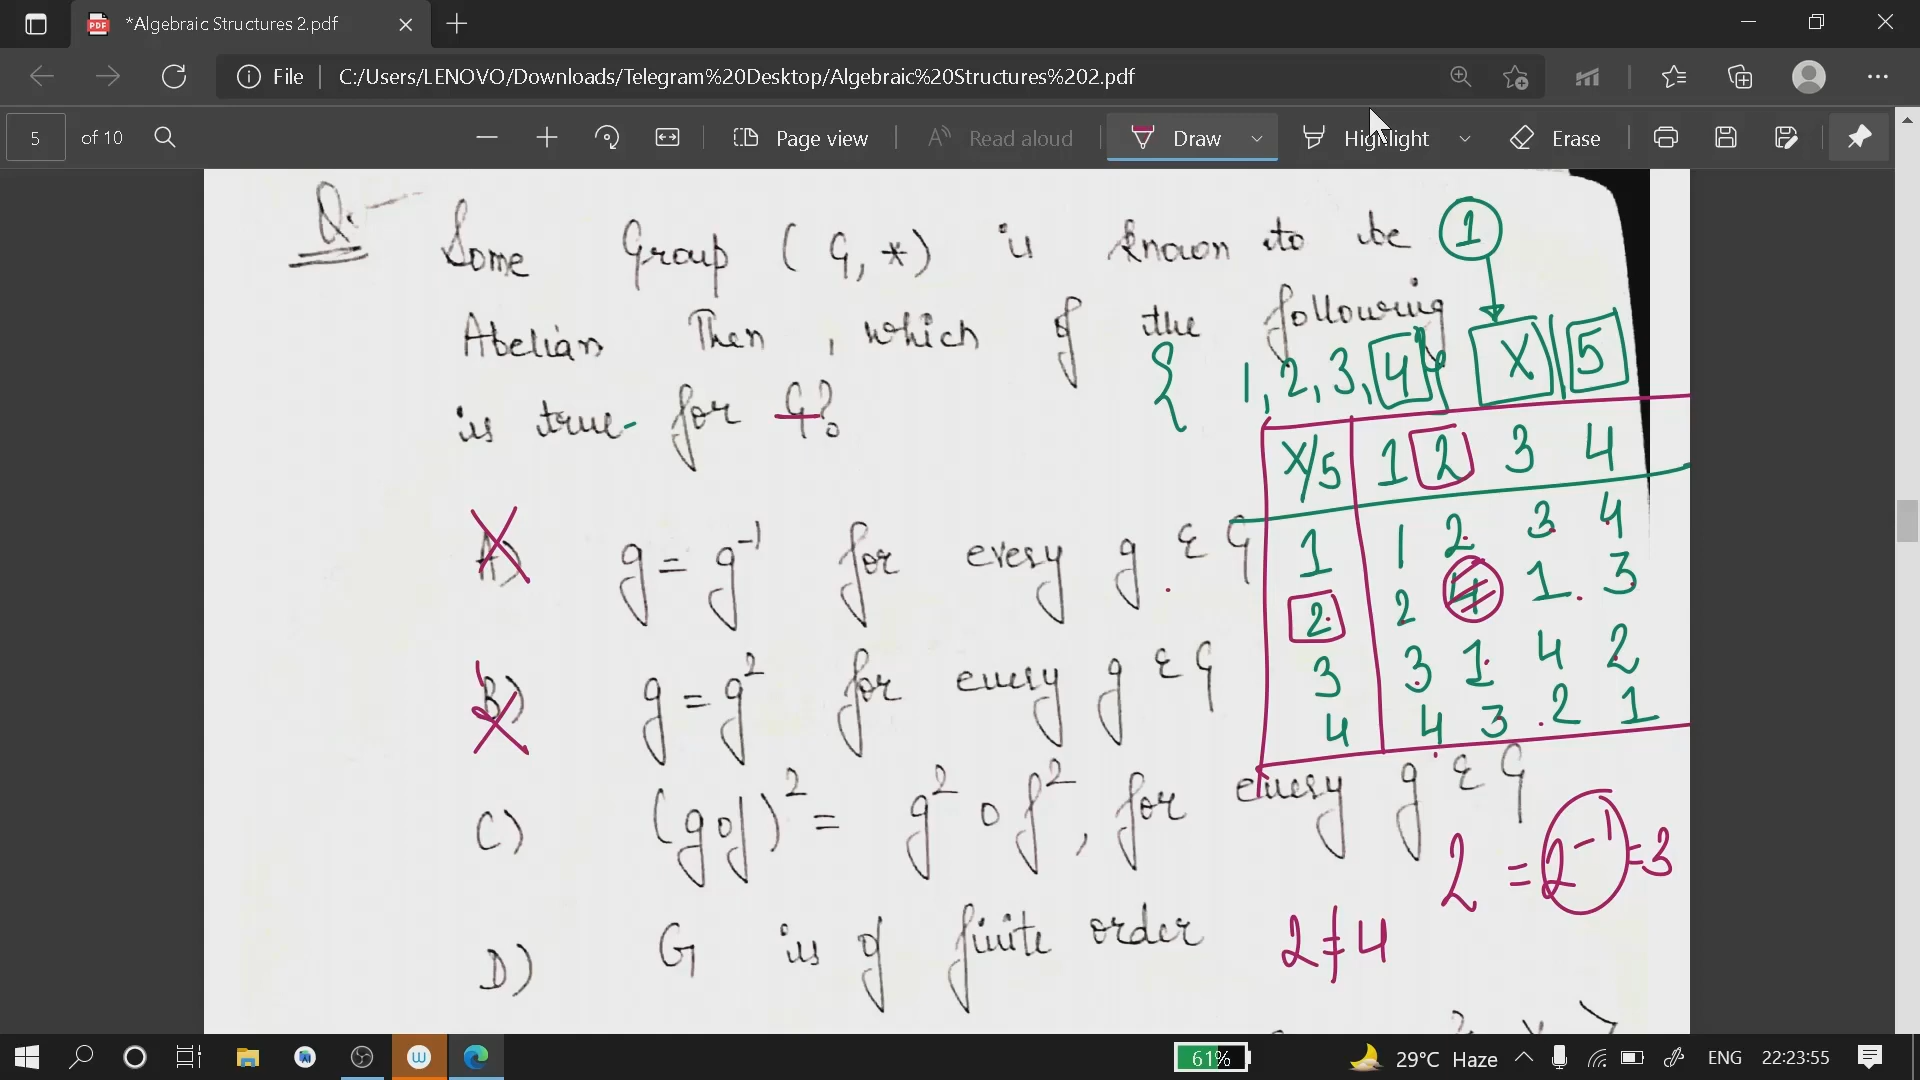 *Algebraic Structures 2.pdf
File | C:/Users/LENOVO/Downloads/Telegram%20Desktop/Algebraic%20Structures%202.pdf
5 of 10 Page view Read aloud Draw Highlight Erase
Q.
Some Group (G, *) is known to be
Abelian Then, which of the following
is true for G?
1
{ 1, 2, 3, 4 } X 5
X/5 1 2 3 4
1 1 2 3 4
2 2 4 1 3
3 3 1 4 2
4 4 3 2 1
A) g = g⁻¹ for every g ε G
B) g = g² for every g ε G
C) (gof)² = g² o f², for every g ε G
D) G is of finite order
2 = 2⁻¹ = 3
2 ≠ 4
61% 29°C Haze ENG 22:23:55